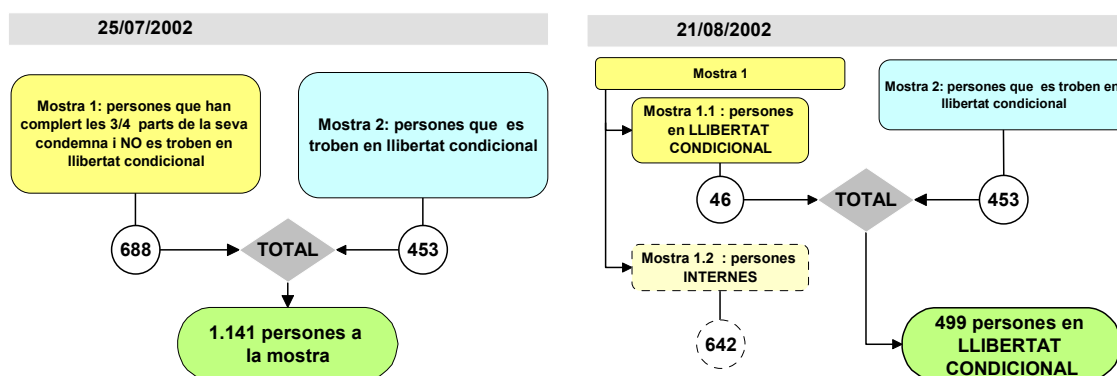 25/07/2002
Mostra 1: persones que han
complert les 3/4 parts de la seva
condemna i NO es troben en
llibertat condicional
Mostra 2: persones que es
troben en llibertat condicional
688
TOTAL
453
1.141 persones a
la mostra
21/08/2002
Mostra 1
Mostra 1.1 : persones
en LLIBERTAT
CONDICIONAL
Mostra 2: persones que es troben en
llibertat condicional
46
TOTAL
453
Mostra 1.2 : persones
INTERNES
642
499 persones en
LLIBERTAT
CONDICIONAL